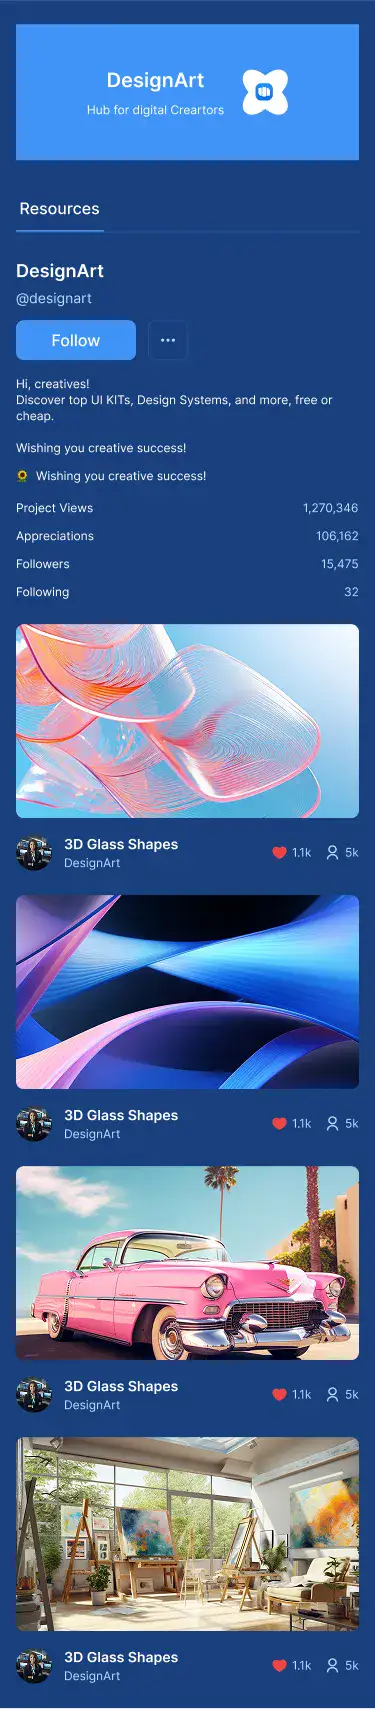 DesignArt
Hub for digital Creartors
Resources
DesignArt
@designart
Follow
Hi, creatives!
Discover top UI KITs, Design Systems, and more, free or
cheap.
Wishing you creative success!
🌻 Wishing you creative success!
Project Views 1,270,346
Appreciations 106,162
Followers 15,475
Following 32
3D Glass Shapes
DesignArt
1.1k 5k
3D Glass Shapes
DesignArt
1.1k 5k
3D Glass Shapes
DesignArt
1.1k 5k
3D Glass Shapes
DesignArt
1.1k 5k